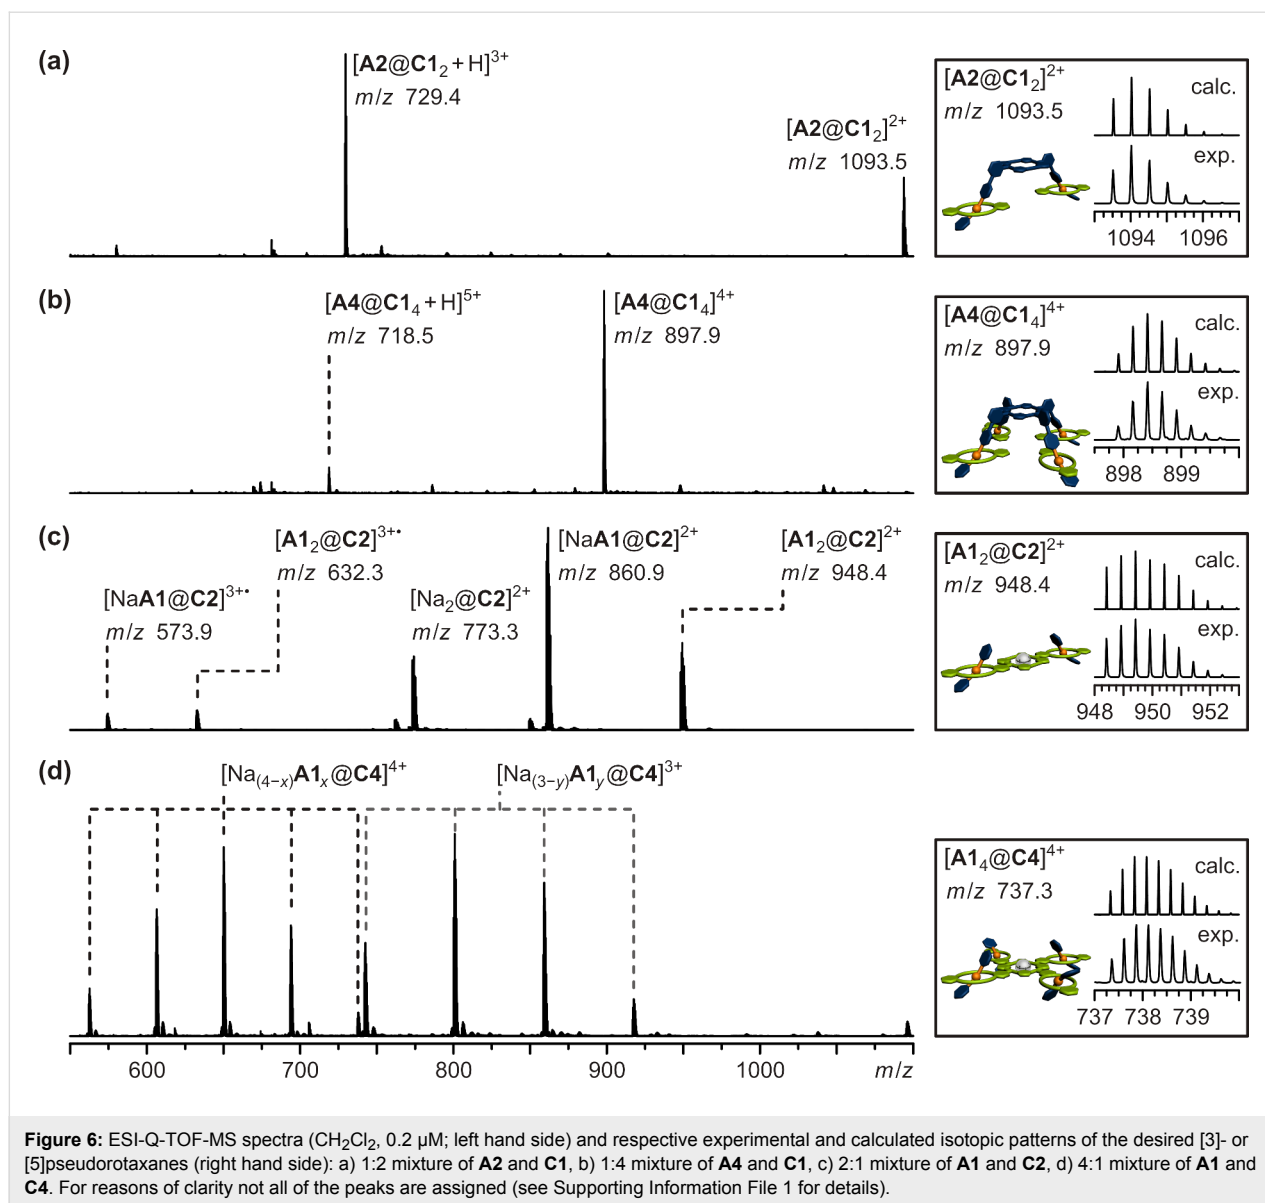 (a)
[A2@C1₂ + H]³⁺
m/z 729.4
[A2@C1₂]²⁺
m/z 1093.5
[A2@C1₂]²⁺
m/z 1093.5
calc.
exp.
1094 1096
(b)
[A4@C1₄ + H]⁵⁺
m/z 718.5
[A4@C1₄]⁴⁺
m/z 897.9
[A4@C1₄]⁴⁺
m/z 897.9
calc.
exp.
898 899
(c)
[NaA1@C2]³⁺•
m/z 573.9
[A1₂@C2]³⁺•
m/z 632.3
[Na₂@C2]²⁺
m/z 773.3
[NaA1@C2]²⁺
m/z 860.9
[A1₂@C2]²⁺
m/z 948.4
[A1₂@C2]²⁺
m/z 948.4
calc.
exp.
948 950 952
(d)
[Na₍₄₋ₓ₎A1ₓ@C4]⁴⁺
[Na₍₃₋y₎A1y@C4]³⁺
[A1₄@C4]⁴⁺
m/z 737.3
calc.
exp.
737 738 739
600 700 800 900 1000 m/z
Figure 6: ESI-Q-TOF-MS spectra (CH₂Cl₂, 0.2 µM; left hand side) and respective experimental and calculated isotopic patterns of the desired [3]- or
[5]pseudorotaxanes (right hand side): a) 1:2 mixture of A2 and C1, b) 1:4 mixture of A4 and C1, c) 2:1 mixture of A1 and C2, d) 4:1 mixture of A1 and
C4. For reasons of clarity not all of the peaks are assigned (see Supporting Information File 1 for details).